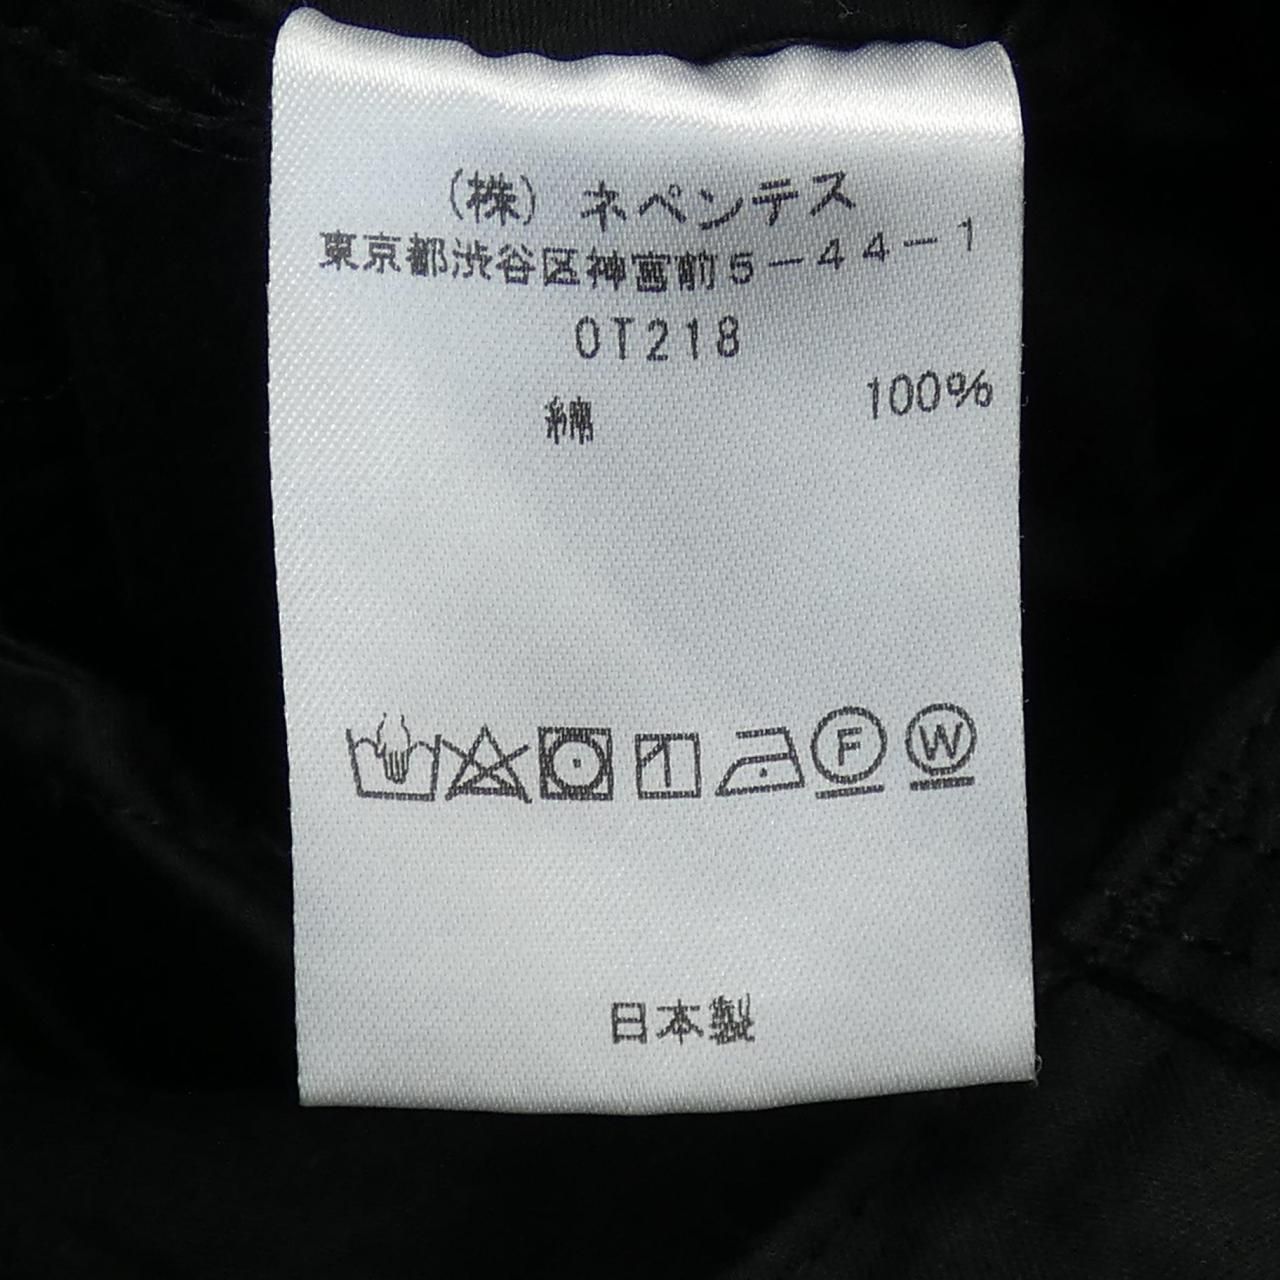 (株) ネペンテス
東京都渋谷区神宮前5-44-1
OT218
綿 100%
F W
日本製